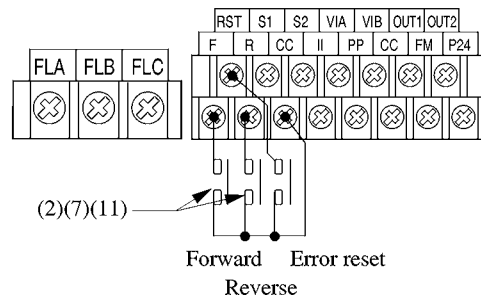 RST S1 S2 VIA VIB OUT1 OUT2
F R CC II PP CC FM P24
FLA FLB FLC
(2)(7)(11)
Forward Error reset
Reverse